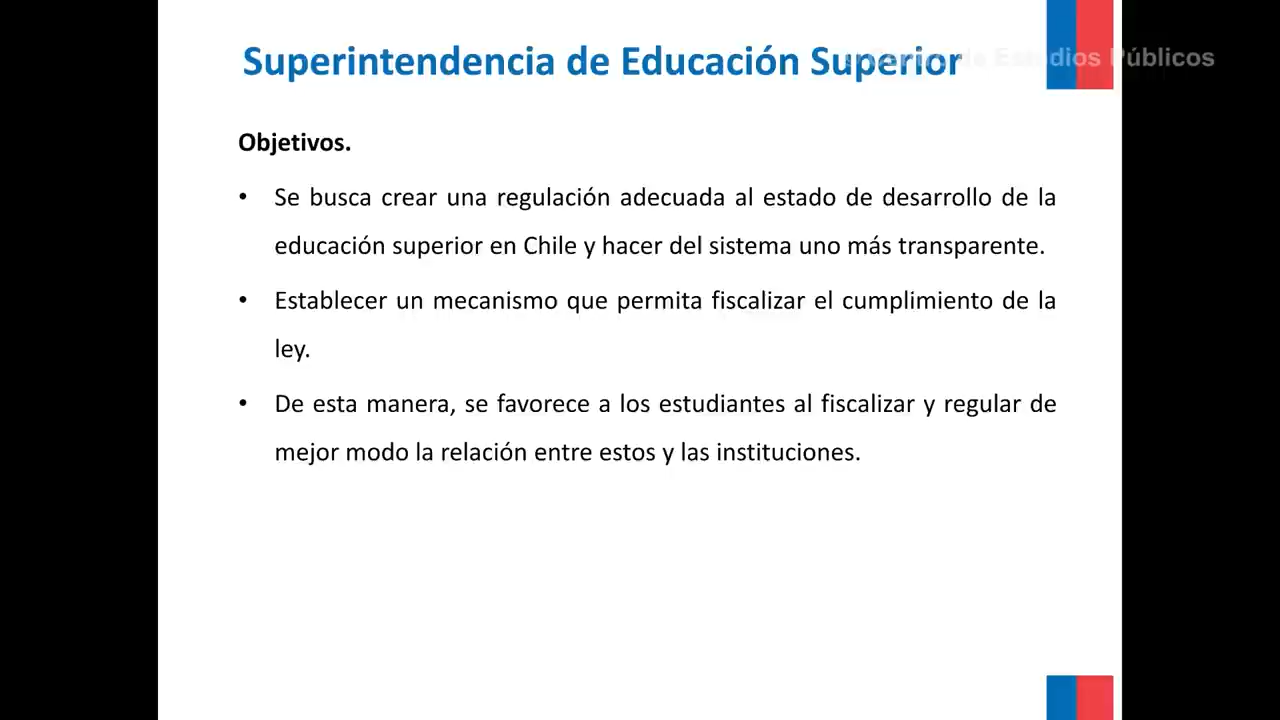 Superintendencia de Educación Superior
© Centro de Estudios Públicos
Objetivos.
• Se busca crear una regulación adecuada al estado de desarrollo de la
educación superior en Chile y hacer del sistema uno más transparente.
• Establecer un mecanismo que permita fiscalizar el cumplimiento de la
ley.
• De esta manera, se favorece a los estudiantes al fiscalizar y regular de
mejor modo la relación entre estos y las instituciones.